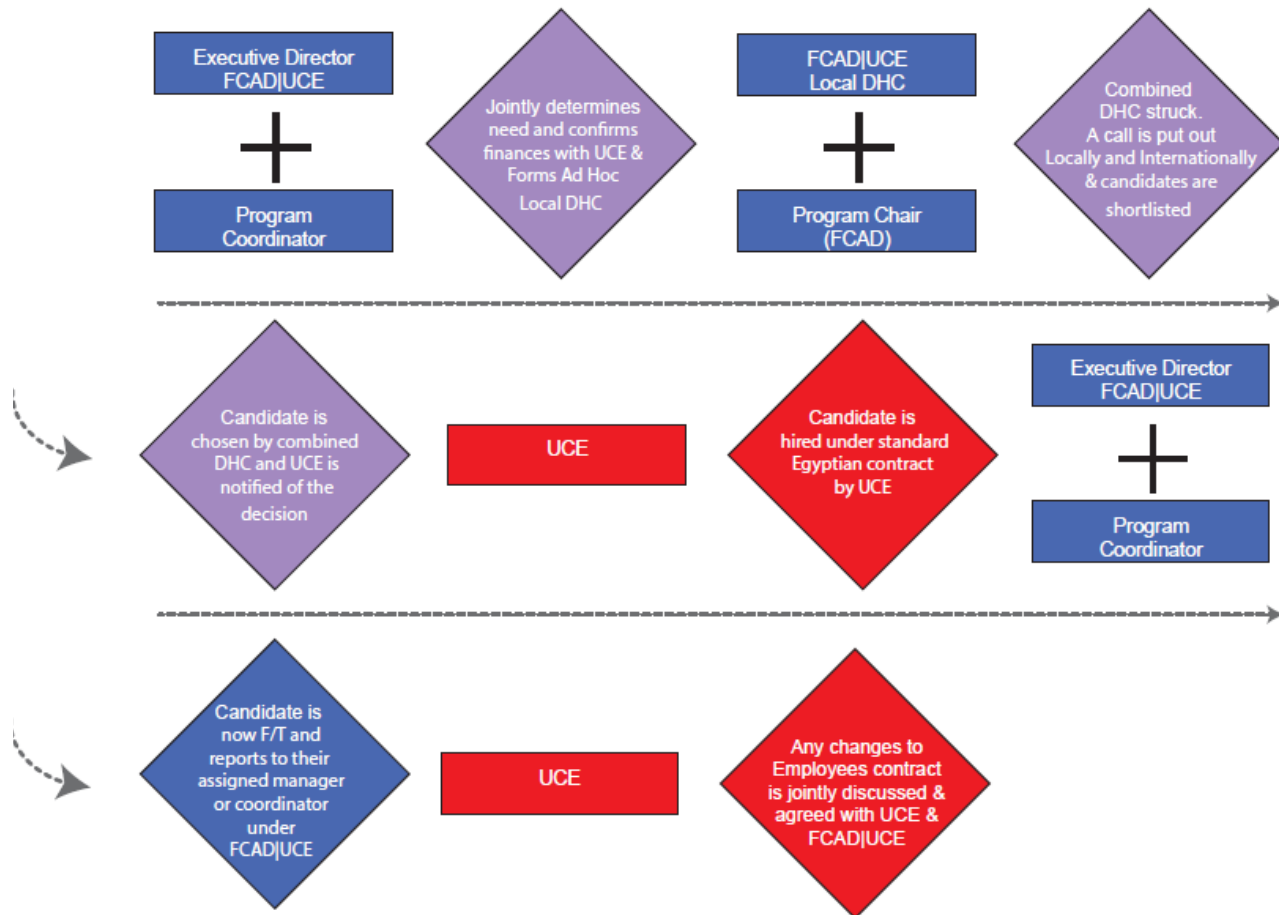 Executive Director
FCAD|UCE
Program
Coordinator
Jointly determines
need and confirms
finances with UCE &
Forms Ad Hoc
Local DHC
FCAD|UCE
Local DHC
Program Chair
(FCAD)
Combined
DHC struck.
A call is put out
Locally and Internationally
& candidates are
shortlisted
Candidate is
chosen by combined
DHC and UCE is
notified of the
decision
UCE
Candidate is
hired under standard
Egyptian contract
by UCE
Executive Director
FCAD|UCE
Program
Coordinator
Candidate is
now F/T and
reports to their
assigned manager
or coordinator
under
FCAD|UCE
UCE
Any changes to
Employees contract
is jointly discussed &
agreed with UCE &
FCAD|UCE